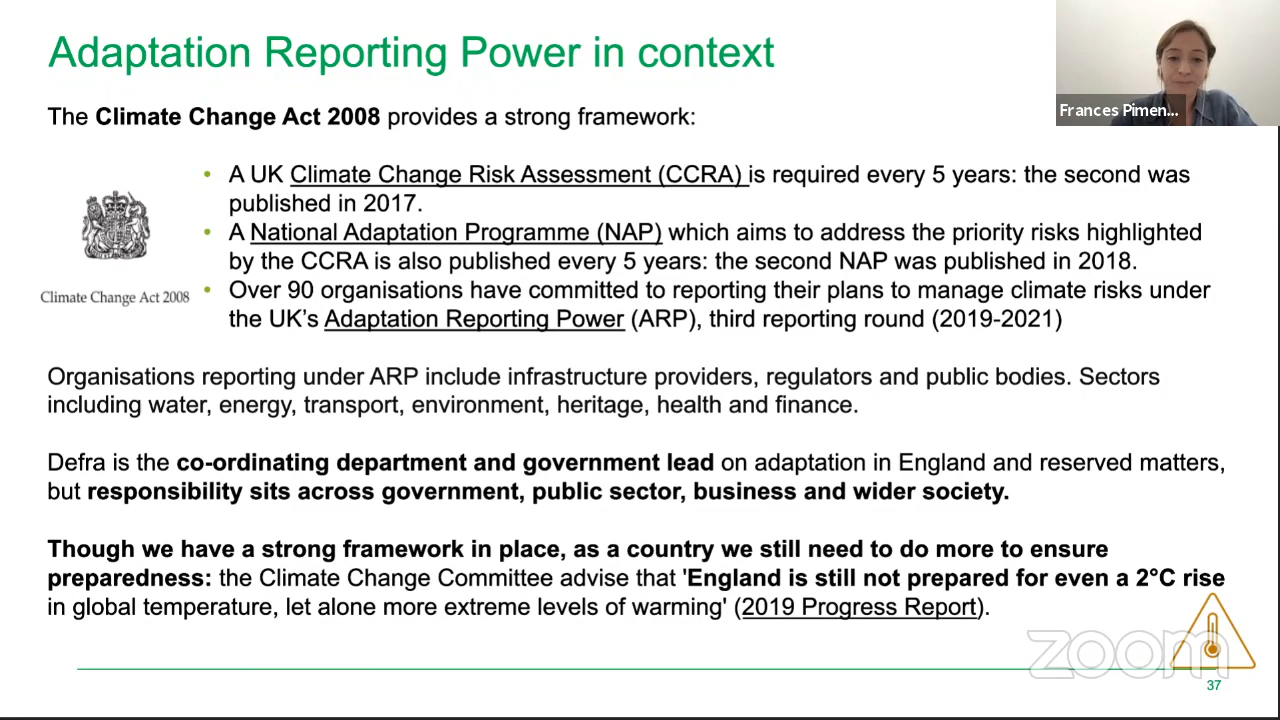 Adaptation Reporting Power in context
Frances Pimen...
The Climate Change Act 2008 provides a strong framework:
• A UK Climate Change Risk Assessment (CCRA) is required every 5 years: the second was
published in 2017.
• A National Adaptation Programme (NAP) which aims to address the priority risks highlighted
by the CCRA is also published every 5 years: the second NAP was published in 2018.
Climate Change Act 2008
• Over 90 organisations have committed to reporting their plans to manage climate risks under
the UK's Adaptation Reporting Power (ARP), third reporting round (2019-2021)
Organisations reporting under ARP include infrastructure providers, regulators and public bodies. Sectors
including water, energy, transport, environment, heritage, health and finance.
Defra is the co-ordinating department and government lead on adaptation in England and reserved matters,
but responsibility sits across government, public sector, business and wider society.
Though we have a strong framework in place, as a country we still need to do more to ensure
preparedness: the Climate Change Committee advise that 'England is still not prepared for even a 2°C rise
in global temperature, let alone more extreme levels of warming' (2019 Progress Report).
zoom
37